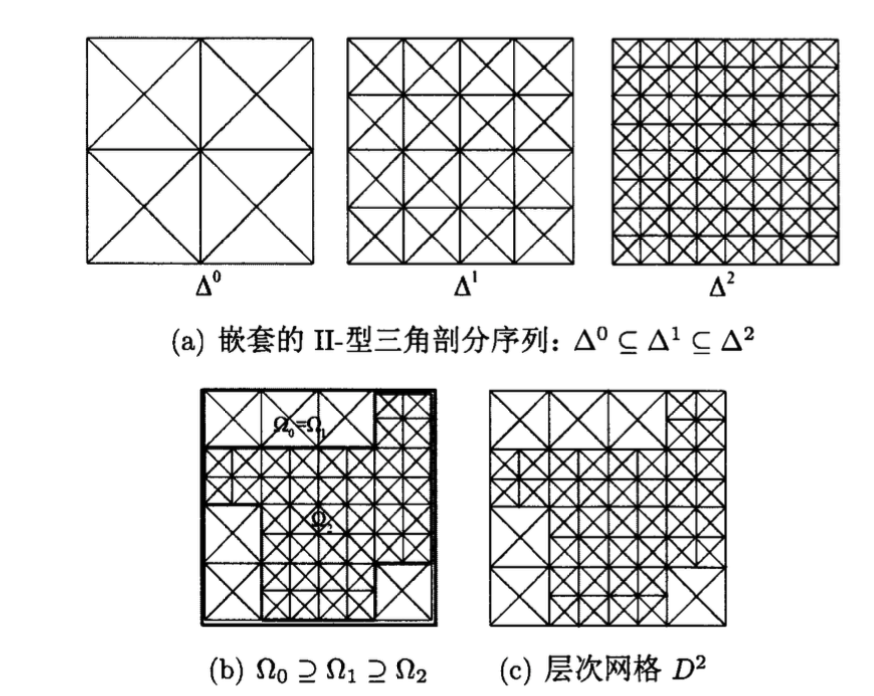 Δ⁰ Δ¹ Δ²
(a) 嵌套的 II-型三角剖分序列: Δ⁰ ⊆ Δ¹ ⊆ Δ²
Ω₀=Ω₁
Ω₂
(b) Ω₀ ⊇ Ω₁ ⊇ Ω₂ (c) 层次网格 D²